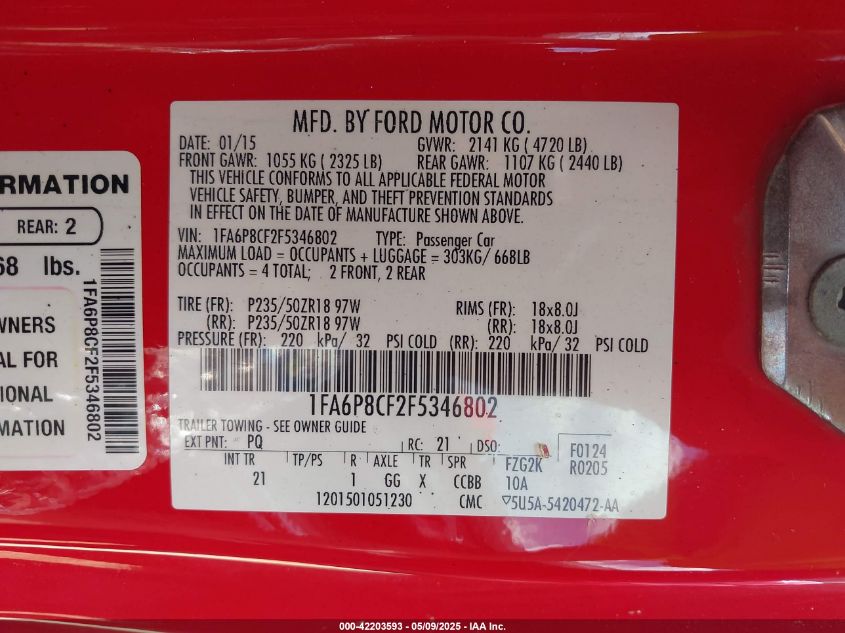 MFD. BY FORD MOTOR CO.
DATE: 01/15 GVWR: 2141 KG ( 4720 LB)
FRONT GAWR: 1055 KG ( 2325 LB) REAR GAWR: 1107 KG ( 2440 LB)
THIS VEHICLE CONFORMS TO ALL APPLICABLE FEDERAL MOTOR
VEHICLE SAFETY, BUMPER, AND THEFT PREVENTION STANDARDS
IN EFFECT ON THE DATE OF MANUFACTURE SHOWN ABOVE.
VIN: 1FA6P8CF2F5346802 TYPE: Passenger Car
MAXIMUM LOAD = OCCUPANTS + LUGGAGE = 303KG/ 668LB
OCCUPANTS = 4 TOTAL; 2 FRONT, 2 REAR
TIRE (FR): P235/50ZR18 97W RIMS (FR): 18x8.0J
(RR): P235/50ZR18 97W (RR): 18x8.0J
PRESSURE (FR): 220 kPa/ 32 PSI COLD (RR): 220 kPa/ 32 PSI COLD
1FA6P8CF2F5346802
TRAILER TOWING - SEE OWNER GUIDE
EXT PNT: PQ RC: 21 DSO: F0124
INT TR TP/PS R AXLE TR SPR FZG2K R0205
21 1 GG X CCBB 10A
1201501051230 CMC ▽5U5A-5420472-AA
RMATION
REAR: 2
68 lbs.
WNERS
AL FOR
TIONAL
MATION
1FA6P8CF2F5346802
000-42203593 - 05/09/2025 - IAA Inc.